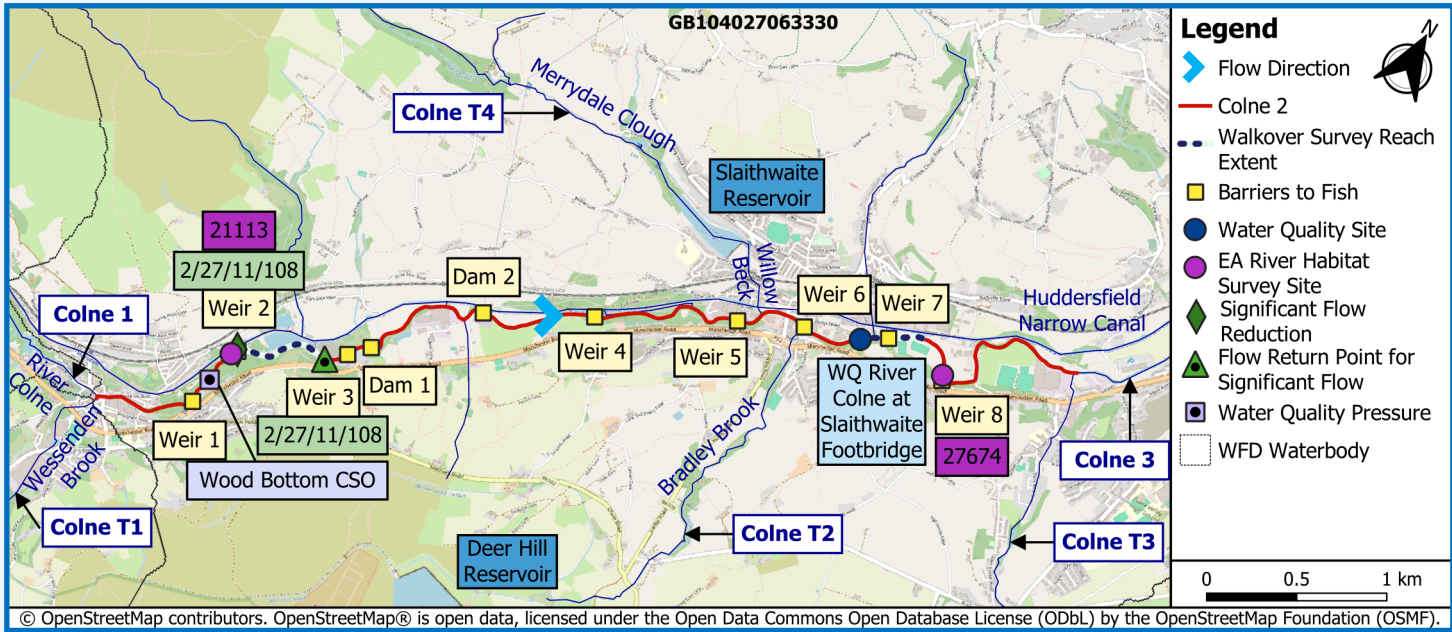 GB104027063330
Merrydale Clough
Colne T4
Slaithwaite
Reservoir
21113
2/27/11/108
Weir 2
Dam 2
Willow
Beck
Weir 6
Weir 7
Huddersfield
Narrow Canal
Colne 1
River
Colne
Weir 4
Weir 5
Weir 3
Dam 1
2/27/11/108
Weir 1
Wood Bottom CSO
Wessenden
Brook
Colne T1
WQ River
Colne at
Slaithwaite
Footbridge
Weir 8
27674
Colne 3
Bradley Brook
Colne T2
Colne T3
Deer Hill
Reservoir
Legend
N
Flow Direction
Colne 2
Walkover Survey Reach
Extent
Barriers to Fish
Water Quality Site
EA River Habitat
Survey Site
Significant Flow
Reduction
Flow Return Point for
Significant Flow
Water Quality Pressure
WFD Waterbody
0 0.5 1 km
© OpenStreetMap contributors. OpenStreetMap® is open data, licensed under the Open Data Commons Open Database License (ODbL) by the OpenStreetMap Foundation (OSMF).